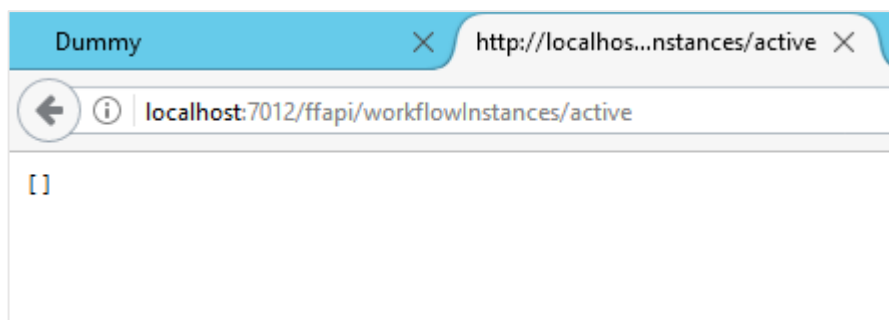 Dummy
http://localhos...nstances/active
localhost:7012/ffapi/workflowInstances/active
[]